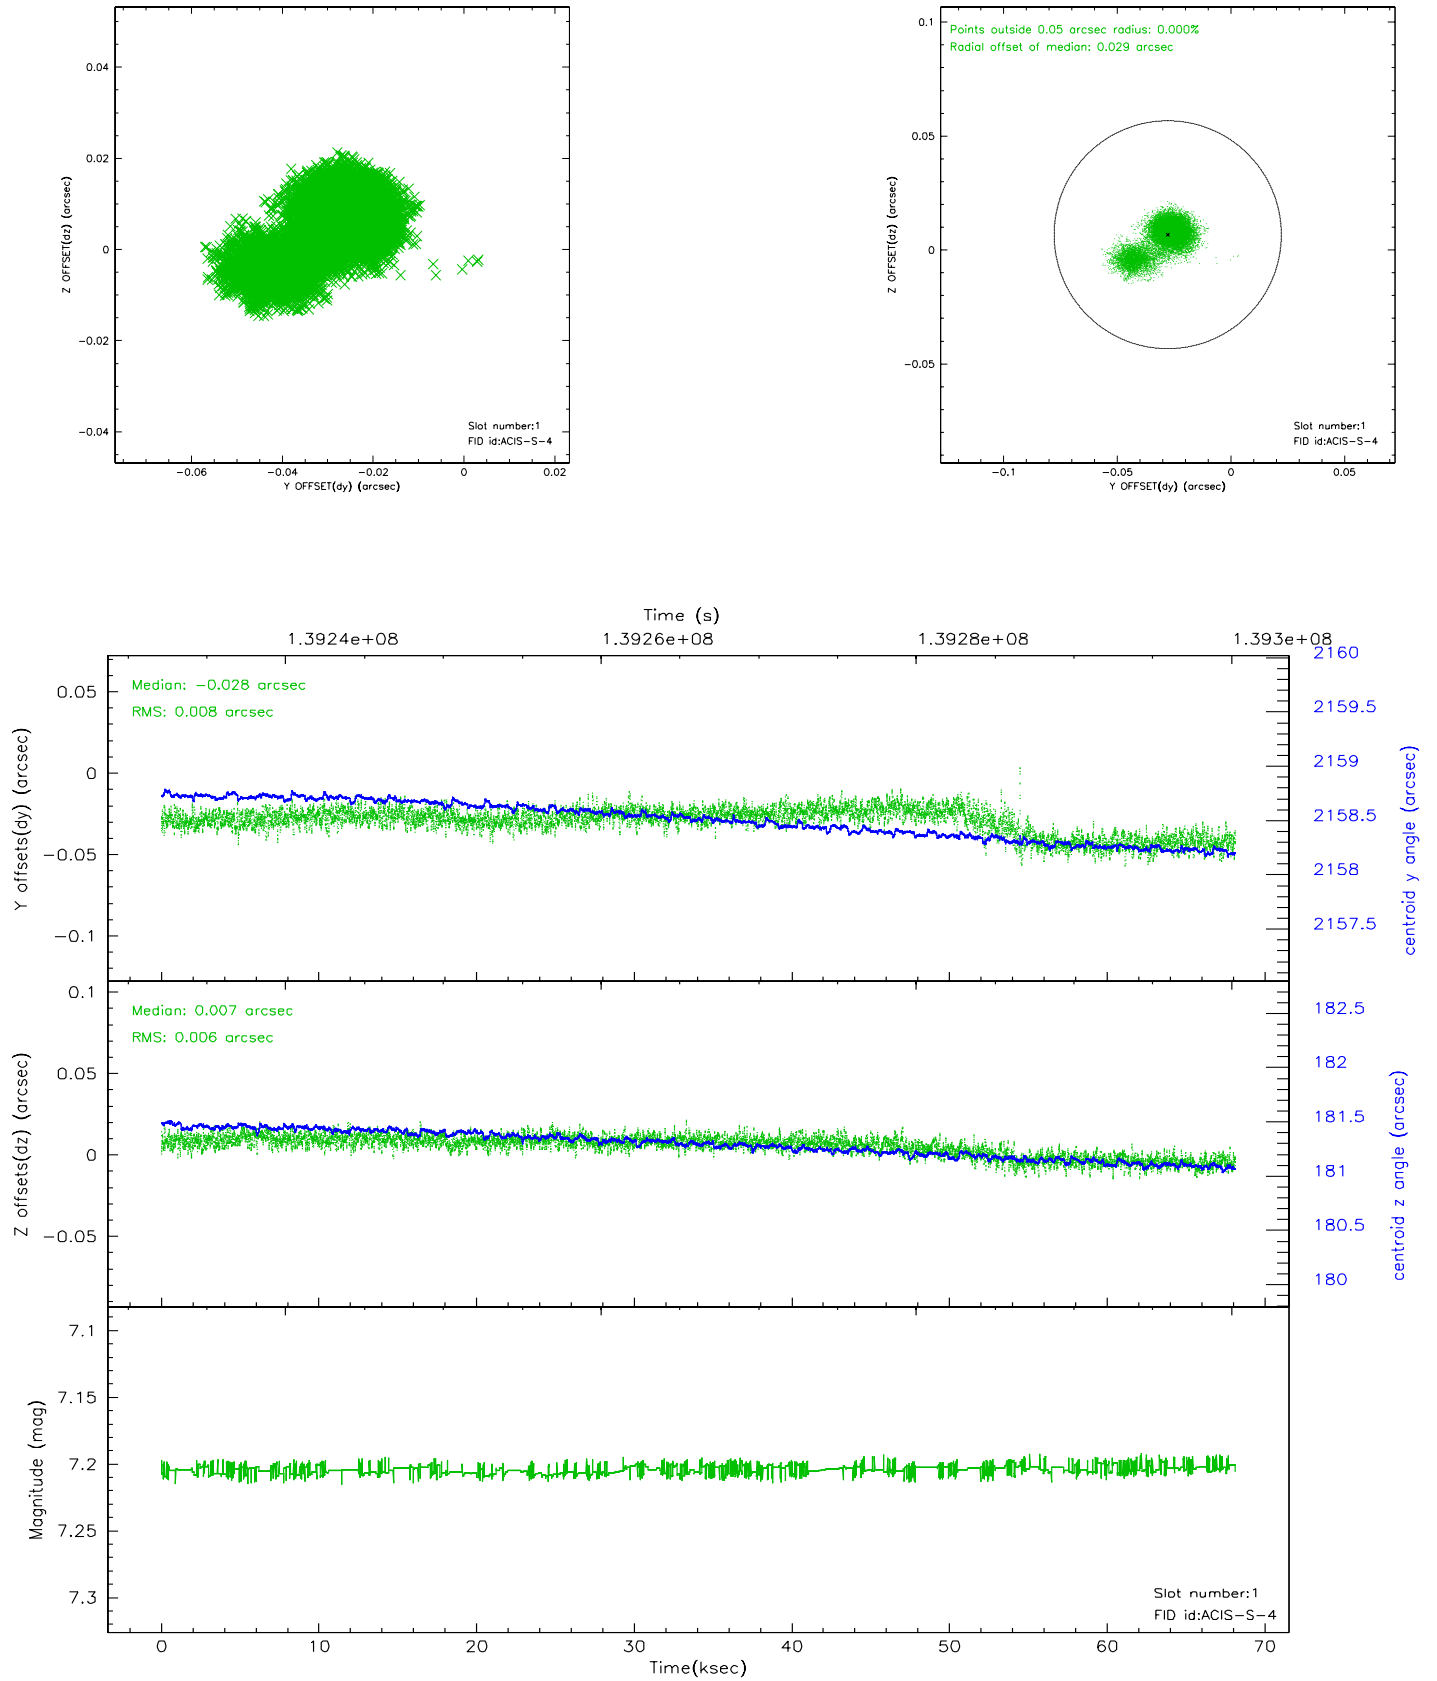 0.04
0.02
0
-0.02
-0.04
Z OFFSET(dz) (arcsec)
Slot number:1
FID id:ACIS-S-4
-0.06
-0.04
-0.02
0
0.02
Y OFFSET(dy) (arcsec)
0.1
0.05
0
-0.05
Z OFFSET(dz) (arcsec)
Points outside 0.05 arcsec radius: 0.000%
Radial offset of median: 0.029 arcsec
Slot number:1
FID id:ACIS-S-4
-0.1
-0.05
0
0.05
Y OFFSET(dy) (arcsec)
Time (s)
1.3924e+08
1.3926e+08
1.3928e+08
1.393e+08
0.05
0
-0.05
-0.1
Y offsets(dy) (arcsec)
Median: -0.028 arcsec
RMS: 0.008 arcsec
2160
2159.5
2159
2158.5
2158
2157.5
centroid y angle (arcsec)
0.1
0.05
0
-0.05
Z offsets(dz) (arcsec)
Median: 0.007 arcsec
RMS: 0.006 arcsec
182.5
182
181.5
181
180.5
180
centroid z angle (arcsec)
7.1
7.15
7.2
7.25
7.3
Magnitude (mag)
Slot number:1
FID id:ACIS-S-4
0
10
20
30
40
50
60
70
Time(ksec)